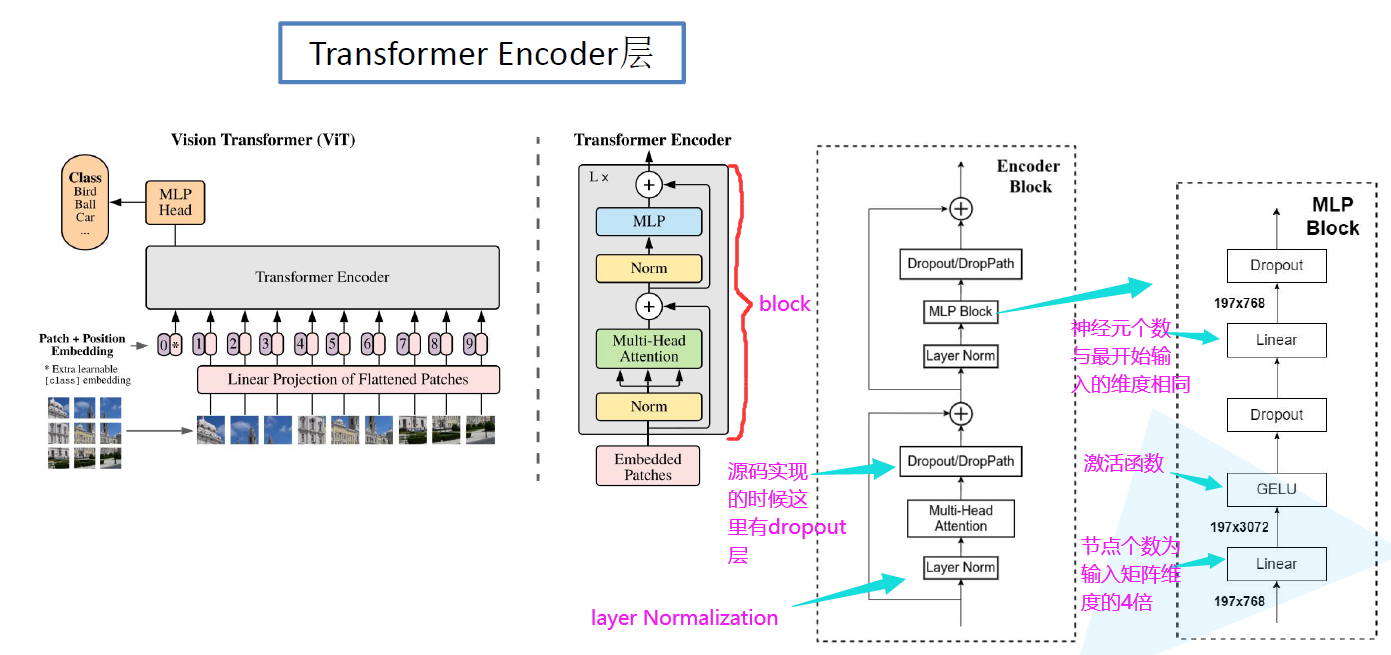 Transformer Encoder层
Vision Transformer (ViT)
Class
Bird
Ball
Car
...
MLP
Head
Transformer Encoder
Patch + Position
Embedding
* Extra learnable
[class] embedding
0 * 1 2 3 4 5 6 7 8 9
Linear Projection of Flattened Patches
Transformer Encoder
L x
+
MLP
Norm
+
Multi-Head
Attention
Norm
Embedded
Patches
block
Encoder
Block
Dropout/DropPath
MLP Block
Layer Norm
Dropout/DropPath
Multi-Head
Attention
Layer Norm
源码实现
的时候这
里有dropout
层
layer Normalization
MLP
Block
Dropout
197x768
Linear
神经元个数
与最开始输
入的维度相同
Dropout
激活函数
GELU
197x3072
节点个数为
输入矩阵维
度的4倍
Linear
197x768